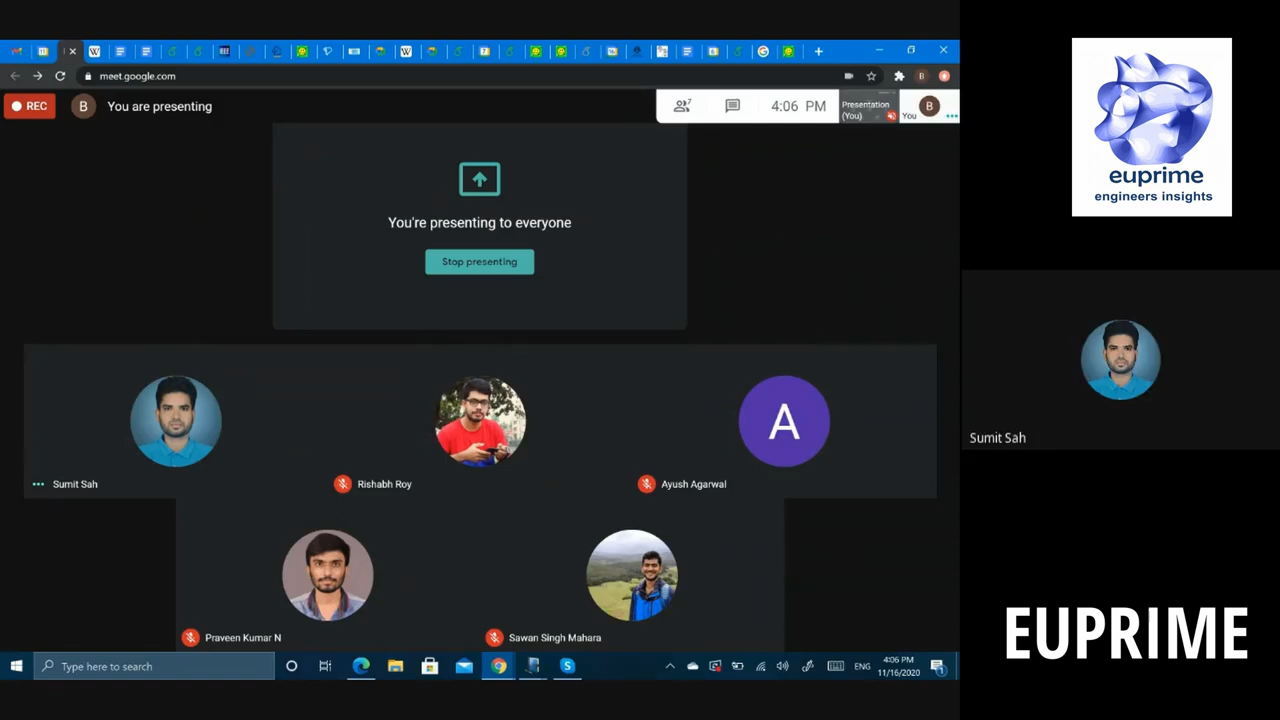 meet.google.com
REC
B
You are presenting
7
4:06 PM
Presentation
(You)
You
B
You're presenting to everyone
Stop presenting
Sumit Sah
Rishabh Roy
A
Ayush Agarwal
Praveen Kumar N
Sawan Singh Mahara
Type here to search
ENG
4:06 PM
11/16/2020
euprime
engineers insights
Sumit Sah
EUPRIME